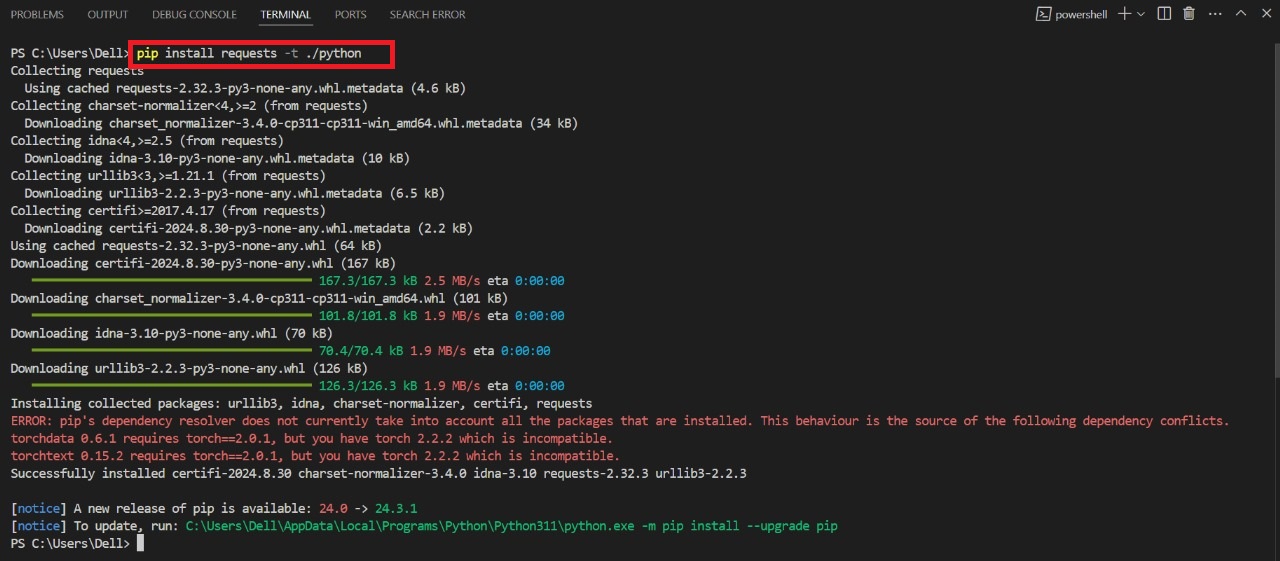 PROBLEMS OUTPUT DEBUG CONSOLE TERMINAL PORTS SEARCH ERROR powershell
PS C:\Users\Dell> pip install requests -t ./python
Collecting requests
Using cached requests-2.32.3-py3-none-any.whl.metadata (4.6 kB)
Collecting charset-normalizer<4,>=2 (from requests)
Downloading charset_normalizer-3.4.0-cp311-cp311-win_amd64.whl.metadata (34 kB)
Collecting idna<4,>=2.5 (from requests)
Downloading idna-3.10-py3-none-any.whl.metadata (10 kB)
Collecting urllib3<3,>=1.21.1 (from requests)
Downloading urllib3-2.2.3-py3-none-any.whl.metadata (6.5 kB)
Collecting certifi>=2017.4.17 (from requests)
Downloading certifi-2024.8.30-py3-none-any.whl.metadata (2.2 kB)
Using cached requests-2.32.3-py3-none-any.whl (64 kB)
Downloading certifi-2024.8.30-py3-none-any.whl (167 kB)
167.3/167.3 kB 2.5 MB/s eta 0:00:00
Downloading charset_normalizer-3.4.0-cp311-cp311-win_amd64.whl (101 kB)
101.8/101.8 kB 1.9 MB/s eta 0:00:00
Downloading idna-3.10-py3-none-any.whl (70 kB)
70.4/70.4 kB 1.9 MB/s eta 0:00:00
Downloading urllib3-2.2.3-py3-none-any.whl (126 kB)
126.3/126.3 kB 1.9 MB/s eta 0:00:00
Installing collected packages: urllib3, idna, charset-normalizer, certifi, requests
ERROR: pip's dependency resolver does not currently take into account all the packages that are installed. This behaviour is the source of the following dependency conflicts.
torchdata 0.6.1 requires torch==2.0.1, but you have torch 2.2.2 which is incompatible.
torchtext 0.15.2 requires torch==2.0.1, but you have torch 2.2.2 which is incompatible.
Successfully installed certifi-2024.8.30 charset-normalizer-3.4.0 idna-3.10 requests-2.32.3 urllib3-2.2.3
[notice] A new release of pip is available: 24.0 -> 24.3.1
[notice] To update, run: C:\Users\Dell\AppData\Local\Programs\Python\Python311\python.exe -m pip install --upgrade pip
PS C:\Users\Dell>